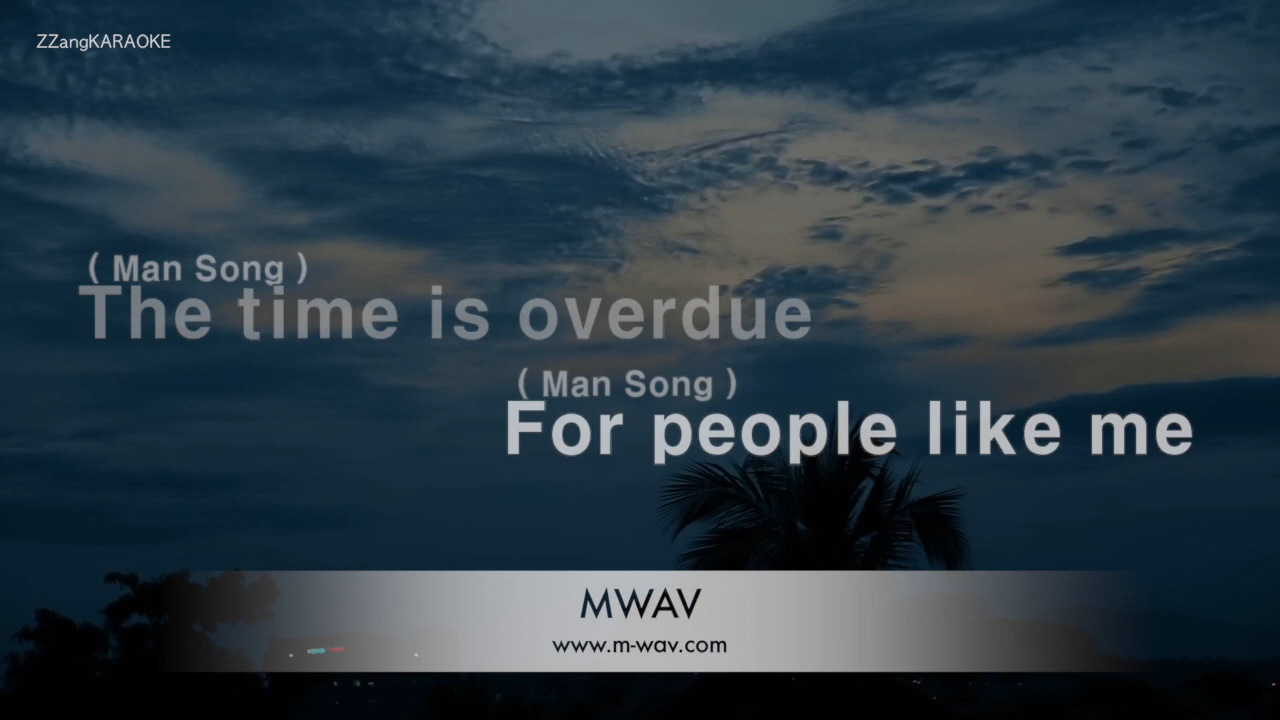 ZZangKARAOKE
( Man Song )
The time is overdue
( Man Song )
For people like me
MWAV
www.m-wav.com